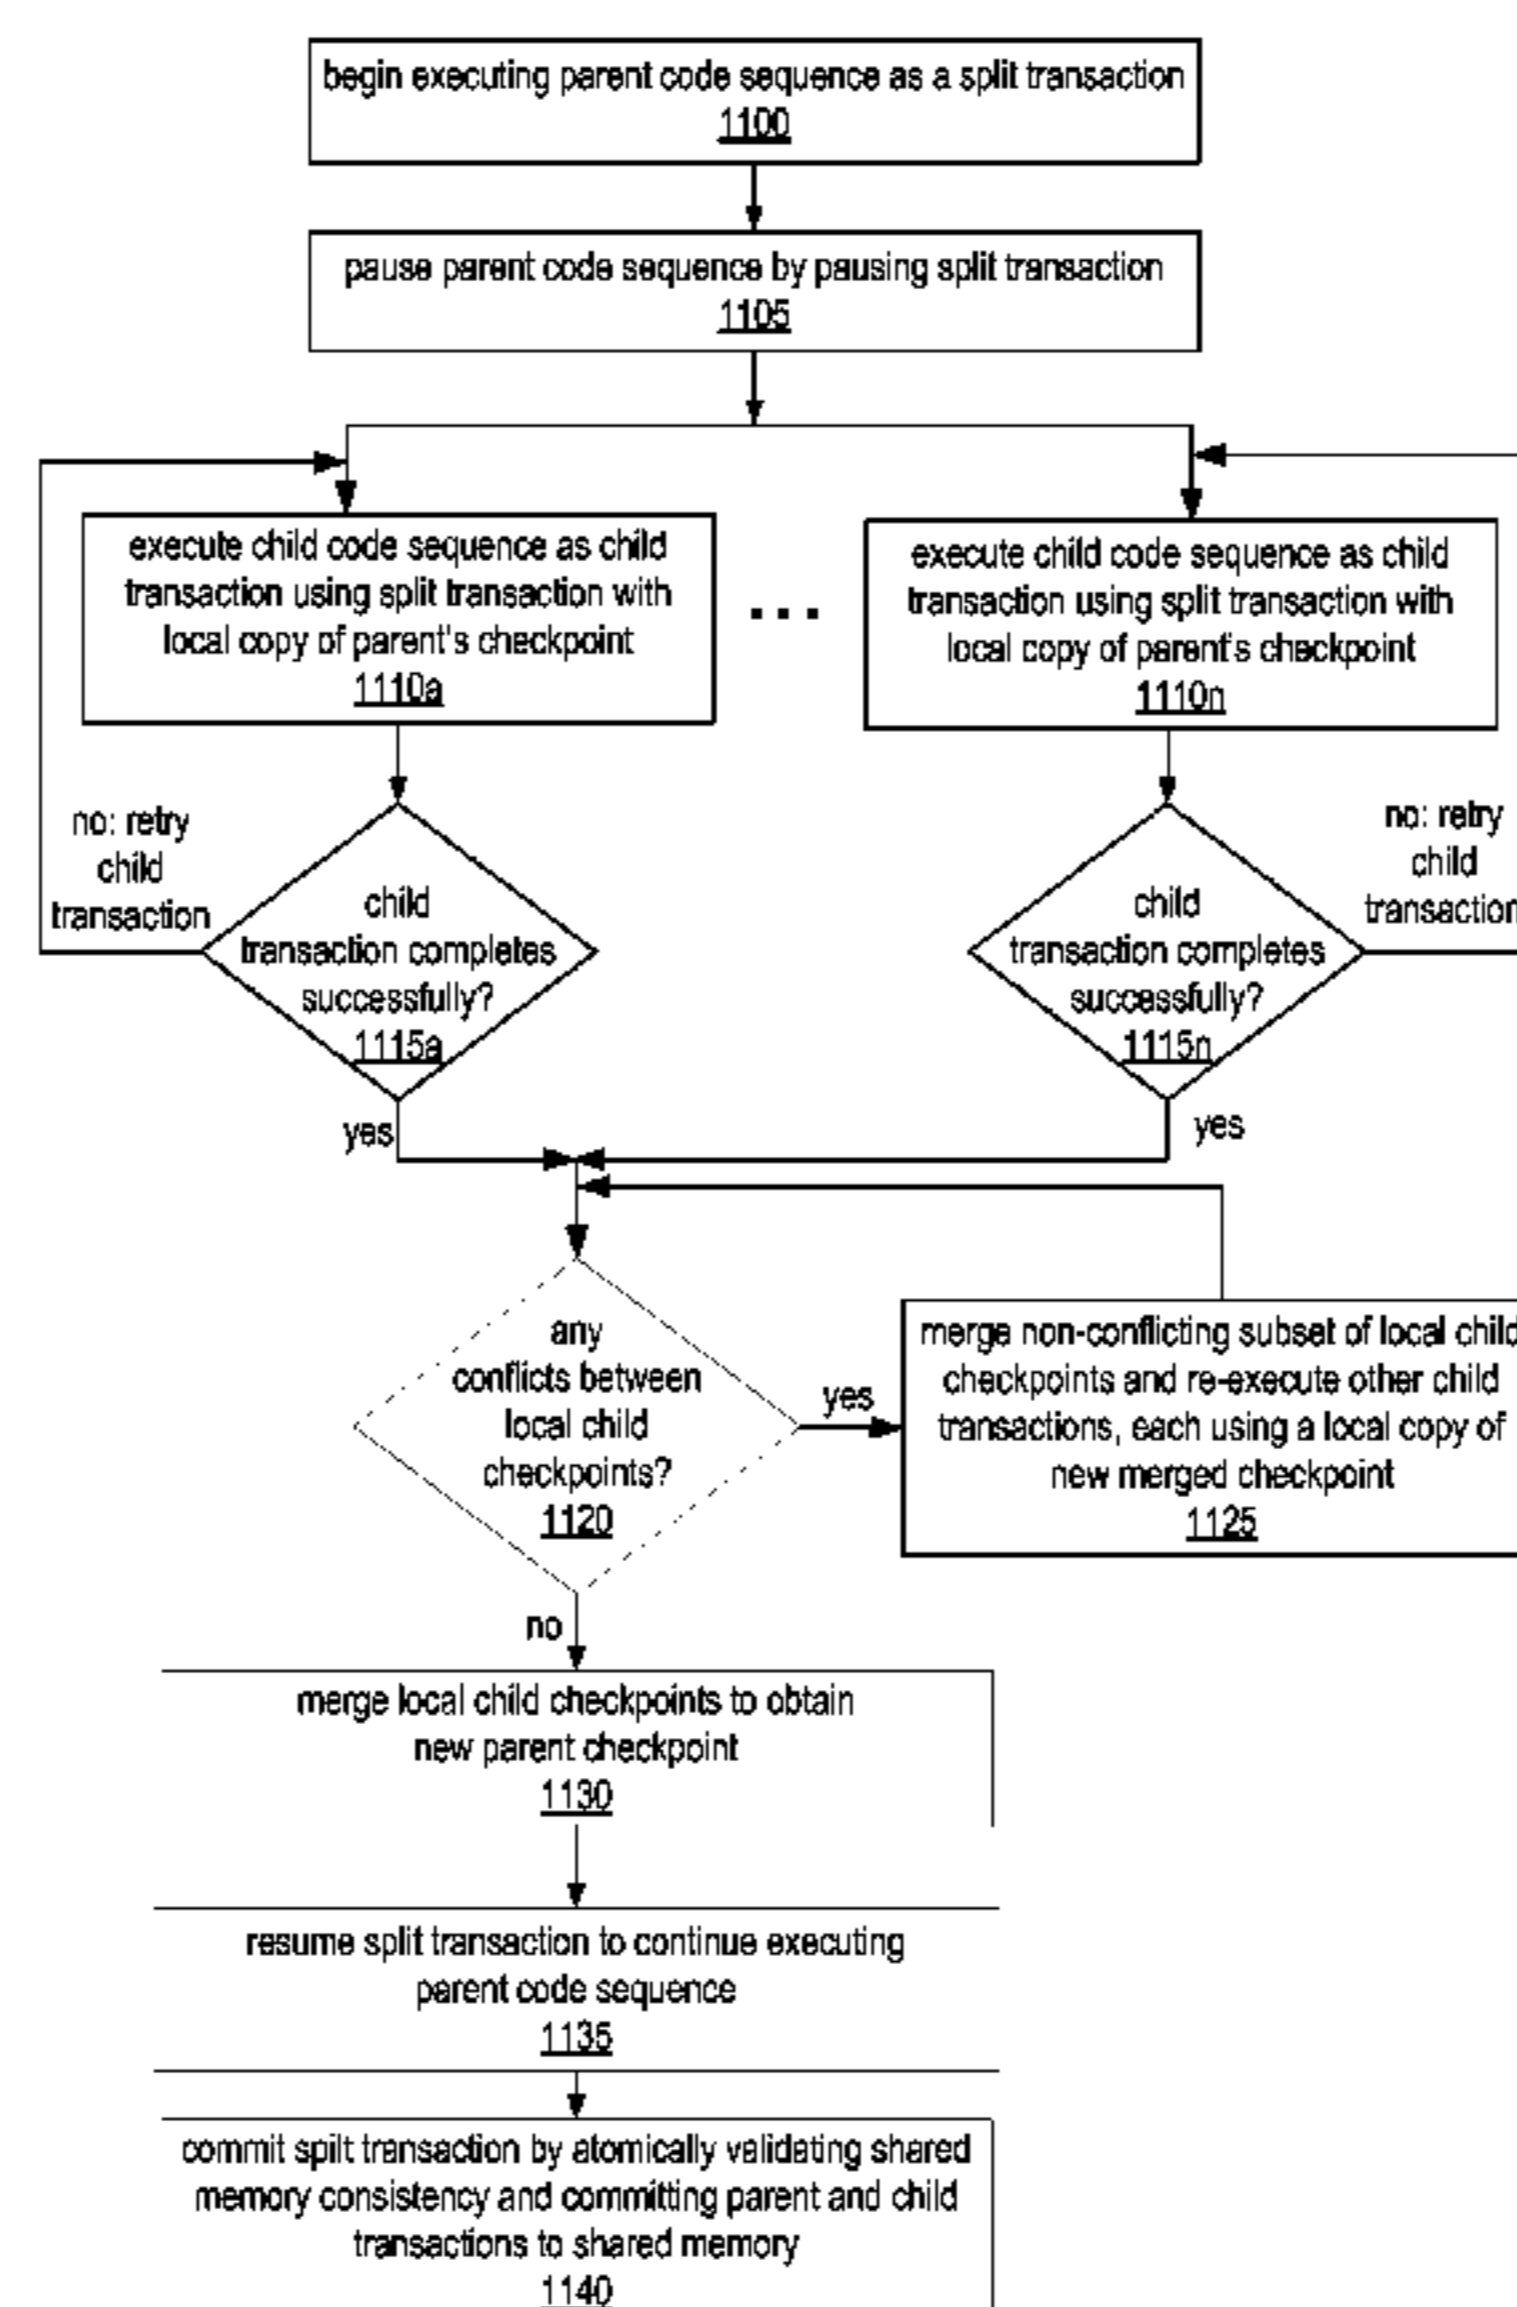 begin executing parent code sequence as a split transaction
1100
pause parent code sequence by pausing split transaction
1105
execute child code sequence as child
transaction using split transaction with
local copy of parent's checkpoint
1110a
...
execute child code sequence as child
transaction using split transaction with
local copy of parent's checkpoint
1110n
no: retry
child
transaction
child
transaction completes
successfully?
1115a
yes
child
transaction completes
successfully?
1115n
no: retry
child
transaction
yes
any
conflicts between
local child
checkpoints?
1120
yes
merge non-conflicting subset of local child
checkpoints and re-execute other child
transactions, each using a local copy of
new merged checkpoint
1125
no
merge local child checkpoints to obtain
new parent checkpoint
1130
resume split transaction to continue executing
parent code sequence
1135
commit spilt transaction by atomically validating shared
memory consistency and committing parent and child
transactions to shared memory
1140